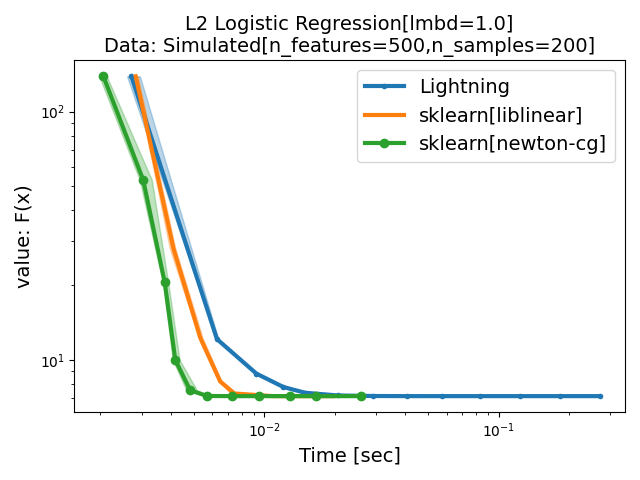 L2 Logistic Regression[lmbd=1.0]
Data: Simulated[n_features=500,n_samples=200]
Lightning
sklearn[liblinear]
sklearn[newton-cg]
value: F(x)
10²
10¹
10⁻²
10⁻¹
Time [sec]